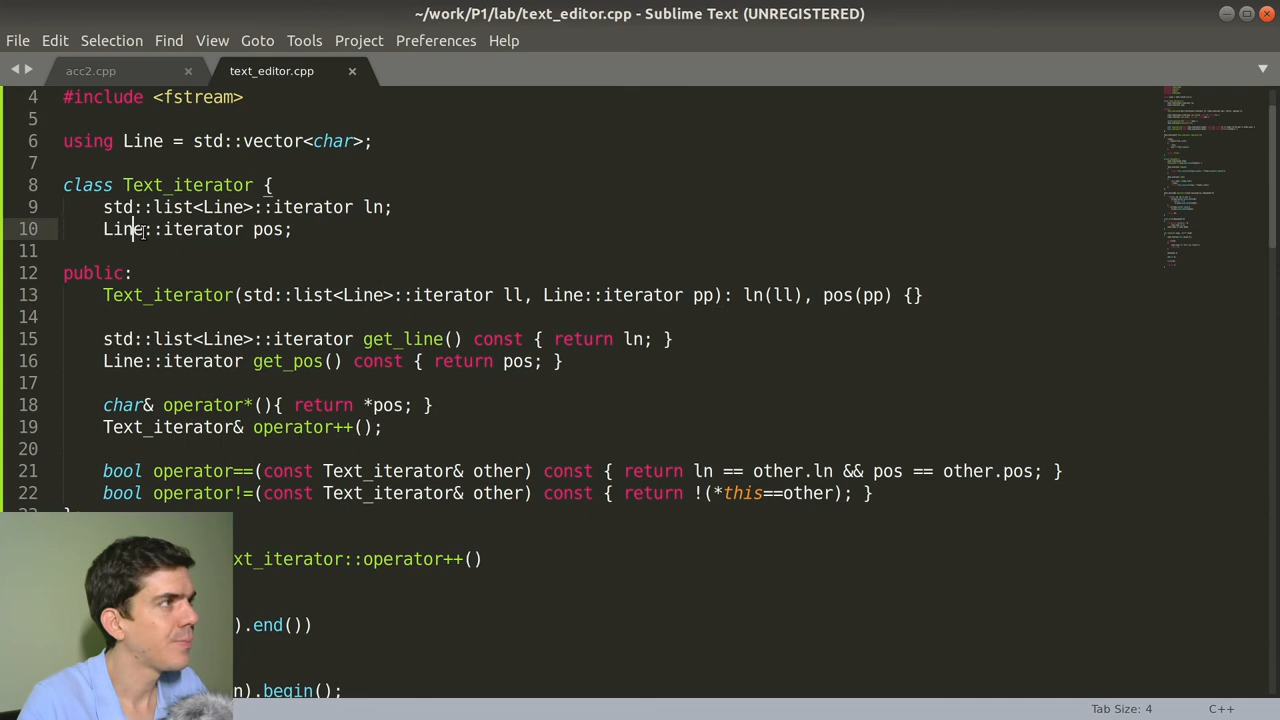 ~/work/P1/lab/text_editor.cpp - Sublime Text (UNREGISTERED)
File Edit Selection Find View Goto Tools Project Preferences Help
acc2.cpp text_editor.cpp
4 #include <fstream>
5
6 using Line = std::vector<char>;
7
8 class Text_iterator {
9 std::list<Line>::iterator ln;
10 Line::iterator pos;
11
12 public:
13 Text_iterator(std::list<Line>::iterator ll, Line::iterator pp): ln(ll), pos(pp) {}
14
15 std::list<Line>::iterator get_line() const { return ln; }
16 Line::iterator get_pos() const { return pos; }
17
18 char& operator*(){ return *pos; }
19 Text_iterator& operator++();
20
21 bool operator==(const Text_iterator& other) const { return ln == other.ln && pos == other.pos; }
22 bool operator!=(const Text_iterator& other) const { return !(*this==other); }
xt_iterator::operator++()
).end())
n).begin();
Tab Size: 4 C++